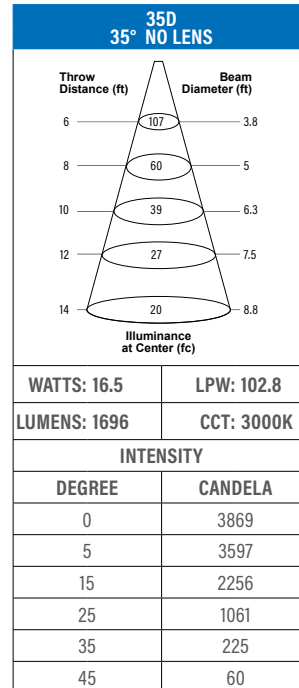 35D
35° NO LENS
Throw Beam
Distance (ft) Diameter (ft)
6 107 3.8
8 60 5
10 39 6.3
12 27 7.5
14 20 8.8
Illuminance
at Center (fc)
WATTS: 16.5 LPW: 102.8
LUMENS: 1696 CCT: 3000K
INTENSITY
DEGREE CANDELA
0 3869
5 3597
15 2256
25 1061
35 225
45 60